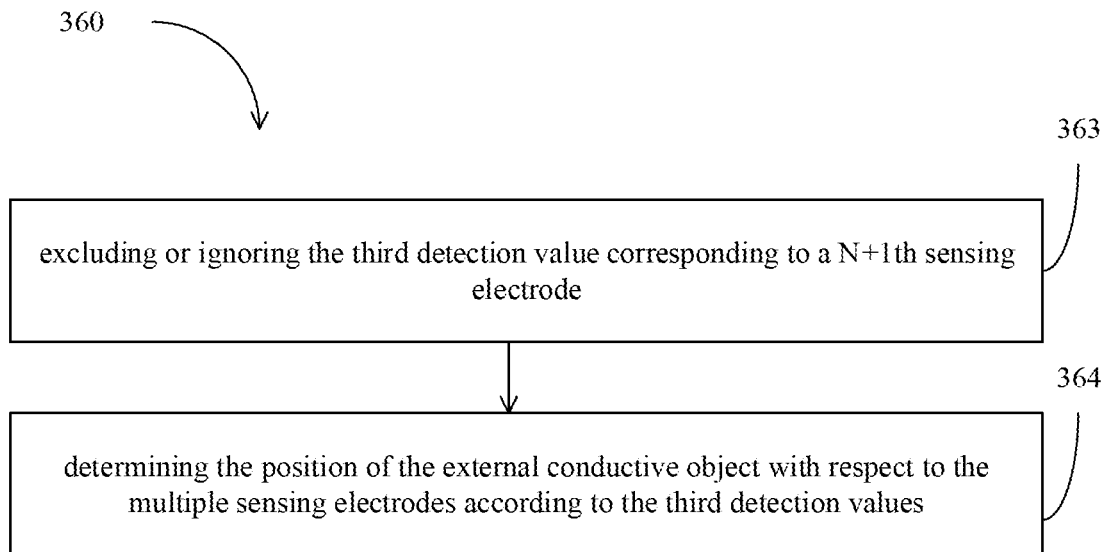 360
363
excluding or ignoring the third detection value corresponding to a N+1th sensing
electrode
364
determining the position of the external conductive object with respect to the
multiple sensing electrodes according to the third detection values